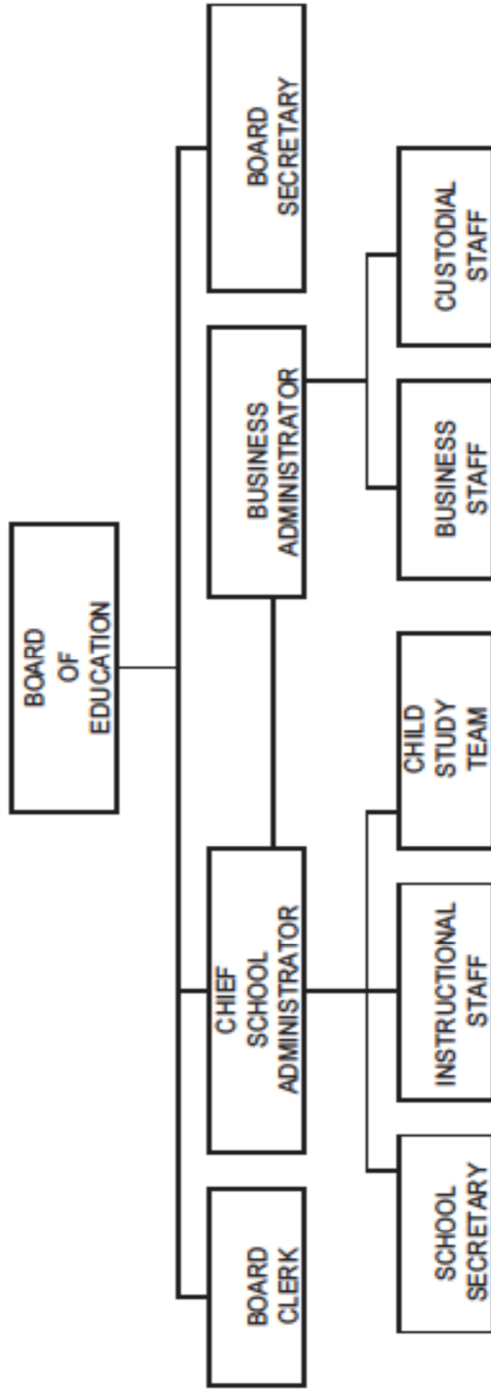 BOARD
OF
EDUCATION
BOARD
CLERK
CHIEF
SCHOOL
ADMINISTRATOR
BUSINESS
ADMINISTRATOR
BOARD
SECRETARY
SCHOOL
SECRETARY
INSTRUCTIONAL
STAFF
CHILD
STUDY
TEAM
BUSINESS
STAFF
CUSTODIAL
STAFF